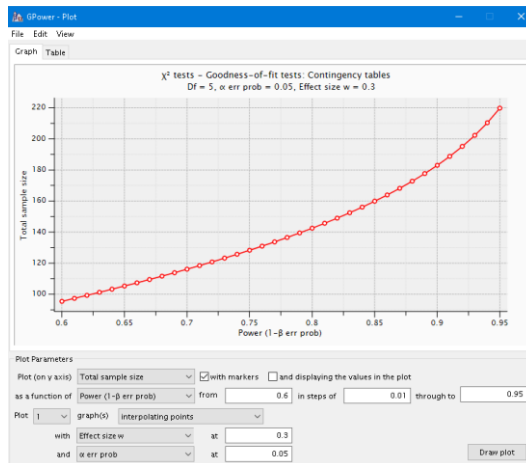 GPower - Plot
File Edit View
Graph Table
χ² tests - Goodness-of-fit tests: Contingency tables
Df = 5, α err prob = 0.05, Effect size w = 0.3
220
200
180
160
140
120
100
Total sample size
0.6 0.65 0.7 0.75 0.8 0.85 0.9 0.95
Power (1-β err prob)
Plot Parameters
Plot (on y axis) Total sample size with markers and displaying the values in the plot
as a function of Power (1-β err prob) from 0.6 in steps of 0.01 through to 0.95
Plot 1 graph(s) interpolating points
with Effect size w at 0.3
and α err prob at 0.05 Draw plot